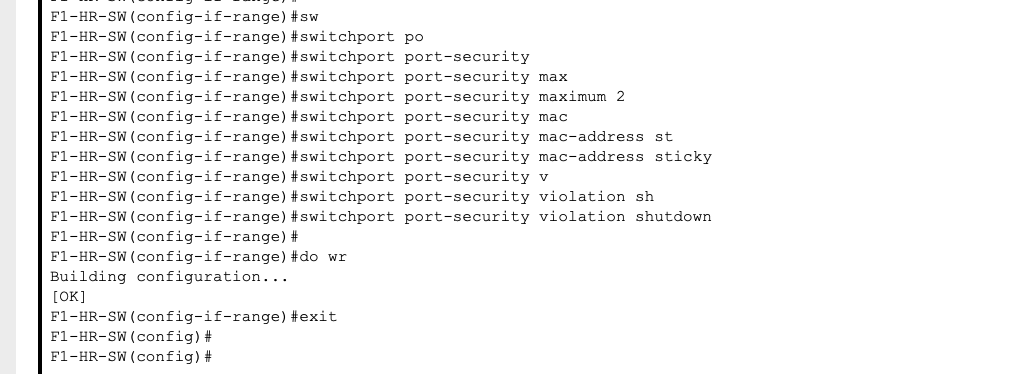 F1-HR-SW(config-if-range)#sw
F1-HR-SW(config-if-range)#switchport po
F1-HR-SW(config-if-range)#switchport port-security
F1-HR-SW(config-if-range)#switchport port-security max
F1-HR-SW(config-if-range)#switchport port-security maximum 2
F1-HR-SW(config-if-range)#switchport port-security mac
F1-HR-SW(config-if-range)#switchport port-security mac-address st
F1-HR-SW(config-if-range)#switchport port-security mac-address sticky
F1-HR-SW(config-if-range)#switchport port-security v
F1-HR-SW(config-if-range)#switchport port-security violation sh
F1-HR-SW(config-if-range)#switchport port-security violation shutdown
F1-HR-SW(config-if-range)#
F1-HR-SW(config-if-range)#do wr
Building configuration...
[OK]
F1-HR-SW(config-if-range)#exit
F1-HR-SW(config)#
F1-HR-SW(config)#